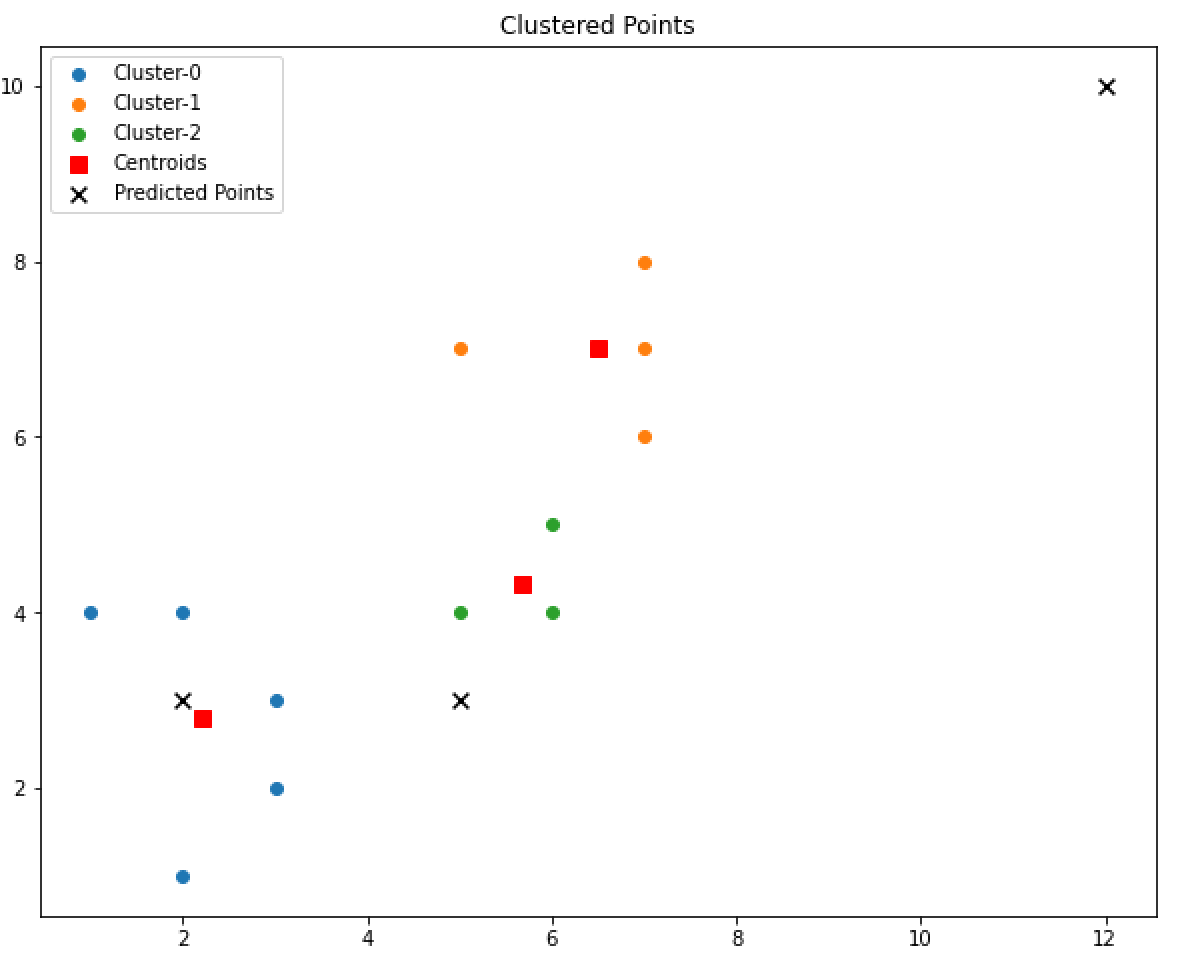 Clustered Points
Cluster-0
Cluster-1
Cluster-2
Centroids
Predicted Points
10
8
6
4
2
2 4 6 8 10 12